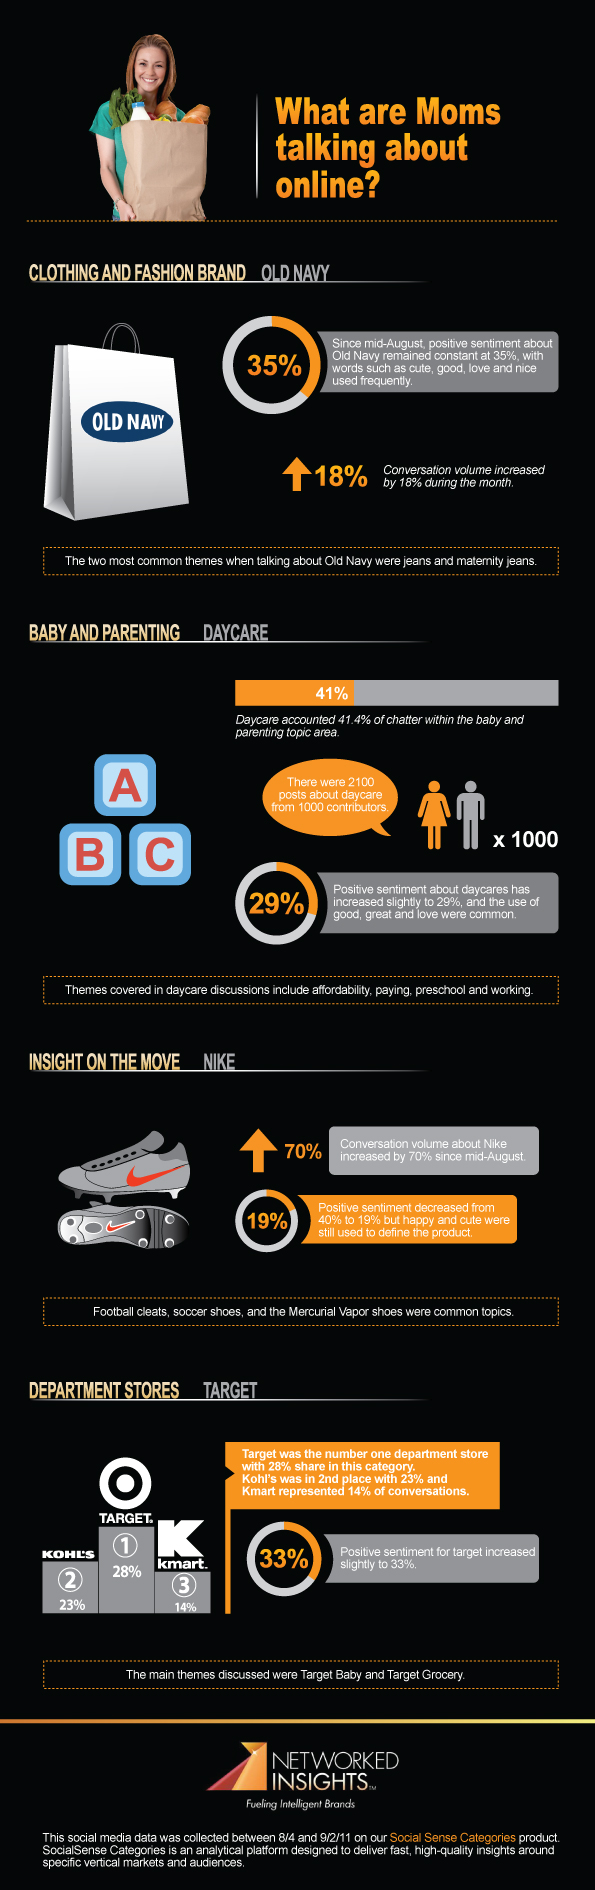 What are Moms
talking about
online?
CLOTHING AND FASHION BRAND OLD NAVY
OLD NAVY
35%
Since mid-August, positive sentiment about
Old Navy remained constant at 35%, with
words such as cute, good, love and nice
used frequently.
18%
Conversation volume increased
by 18% during the month.
The two most common themes when talking about Old Navy were jeans and maternity jeans.
BABY AND PARENTING DAYCARE
41%
Daycare accounted 41.4% of chatter within the baby and
parenting topic area.
A
B C
There were 2100
posts about daycare
from 1000 contributors.
x 1000
29%
Positive sentiment about daycares has
increased slightly to 29%, and the use of
good, great and love were common.
Themes covered in daycare discussions include affordability, paying, preschool and working.
INSIGHT ON THE MOVE NIKE
70%
Conversation volume about Nike
increased by 70% since mid-August.
19%
Positive sentiment decreased from
40% to 19% but happy and cute were
still used to define the product.
Football cleats, soccer shoes, and the Mercurial Vapor shoes were common topics.
DEPARTMENT STORES TARGET
TARGET.
1
28%
KOHL'S
2
23%
K
kmart.
3
14%
Target was the number one department store
with 28% share in this category.
Kohl's was in 2nd place with 23% and
Kmart represented 14% of conversations.
33%
Positive sentiment for target increased
slightly to 33%.
The main themes discussed were Target Baby and Target Grocery.
NETWORKED
INSIGHTS™
Fueling Intelligent Brands
This social media data was collected between 8/4 and 9/2/11 on our Social Sense Categories product.
SocialSense Categories is an analytical platform designed to deliver fast, high-quality insights around
specific vertical markets and audiences.